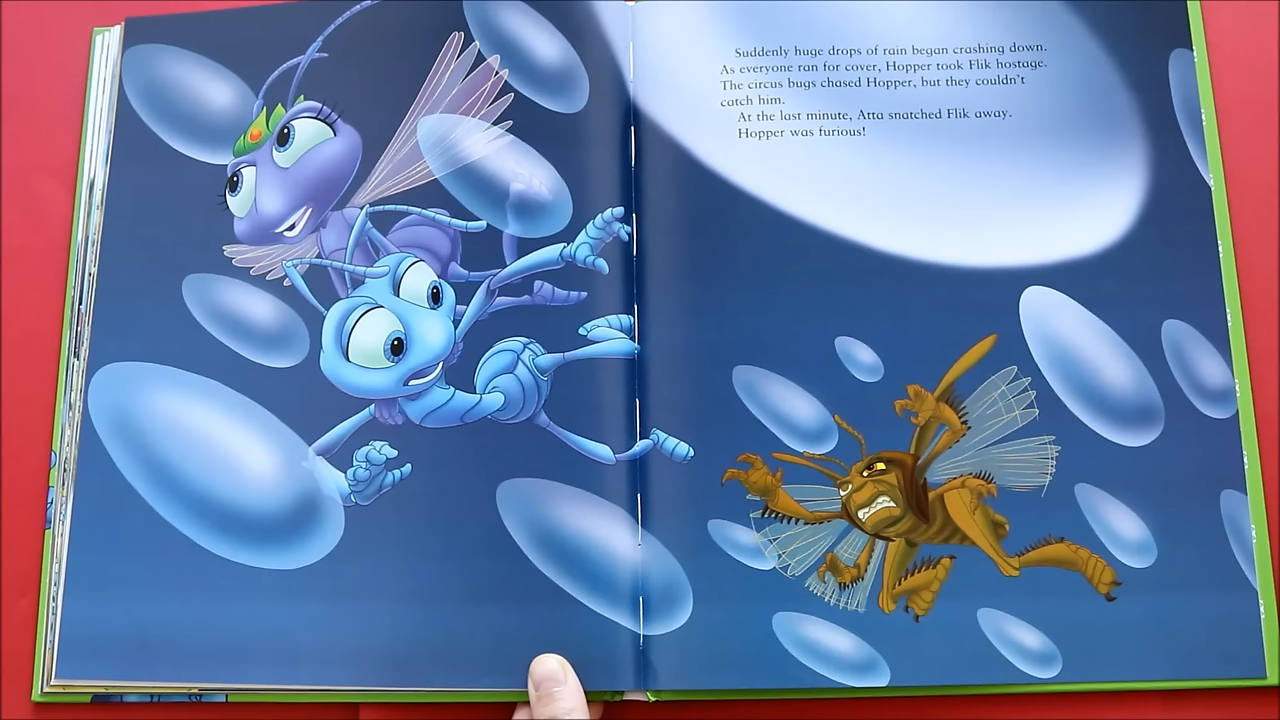 Suddenly huge drops of rain began crashing down.
As everyone ran for cover, Hopper took Flik hostage.
The circus bugs chased Hopper, but they couldn't
catch him.
At the last minute, Atta snatched Flik away.
Hopper was furious!